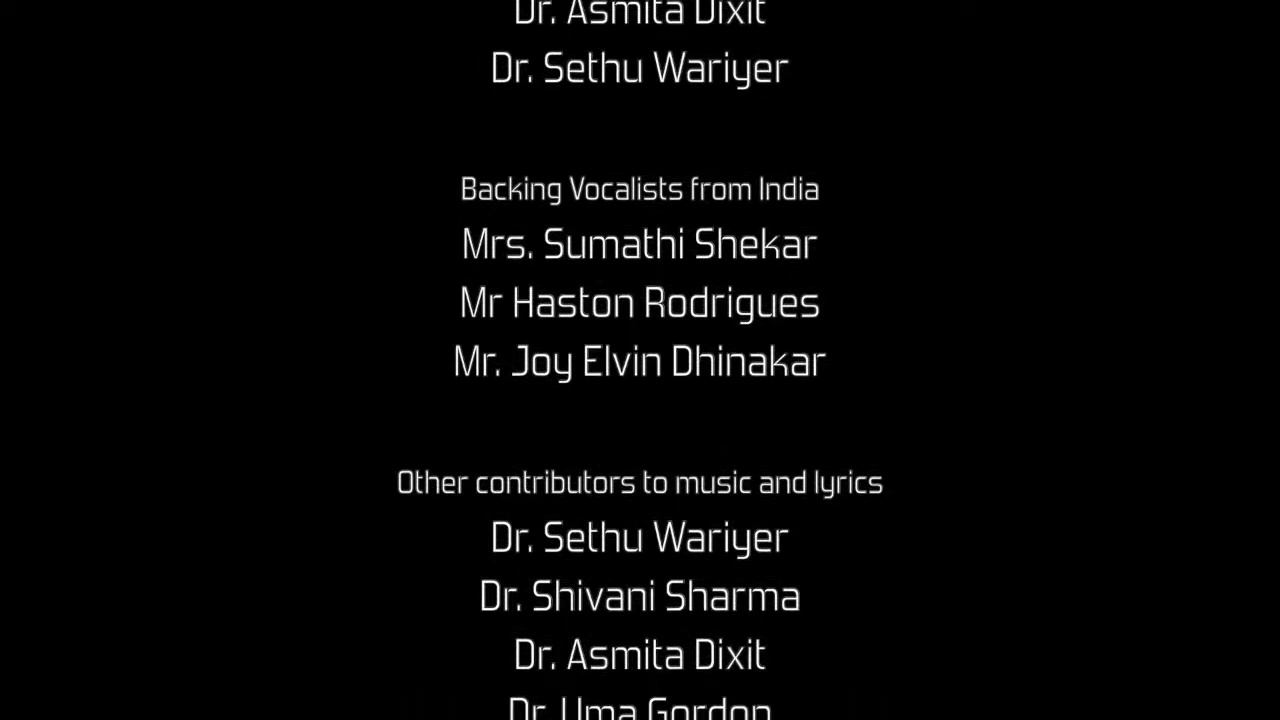 Dr. Asmita Dixit
Dr. Sethu Wariyer
Backing Vocalists from India
Mrs. Sumathi Shekar
Mr Haston Rodrigues
Mr. Joy Elvin Dhinakar
Other contributors to music and lyrics
Dr. Sethu Wariyer
Dr. Shivani Sharma
Dr. Asmita Dixit
Dr. Uma Gordon